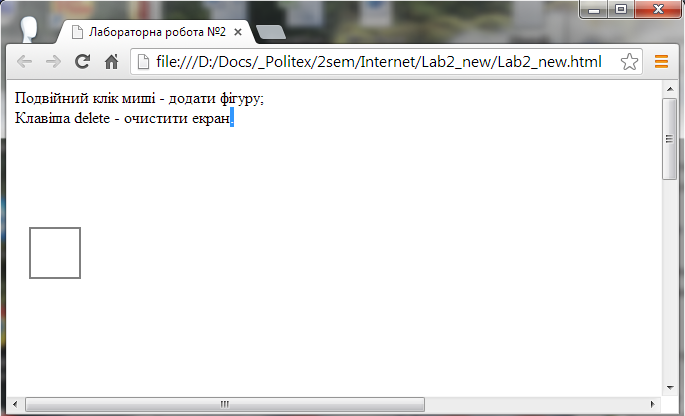 Лабораторна робота №2
file:///D:/Docs/_Politex/2sem/Internet/Lab2_new/Lab2_new.html
Подвійний клік миші - додати фігуру;
Клавіша delete - очистити екран.